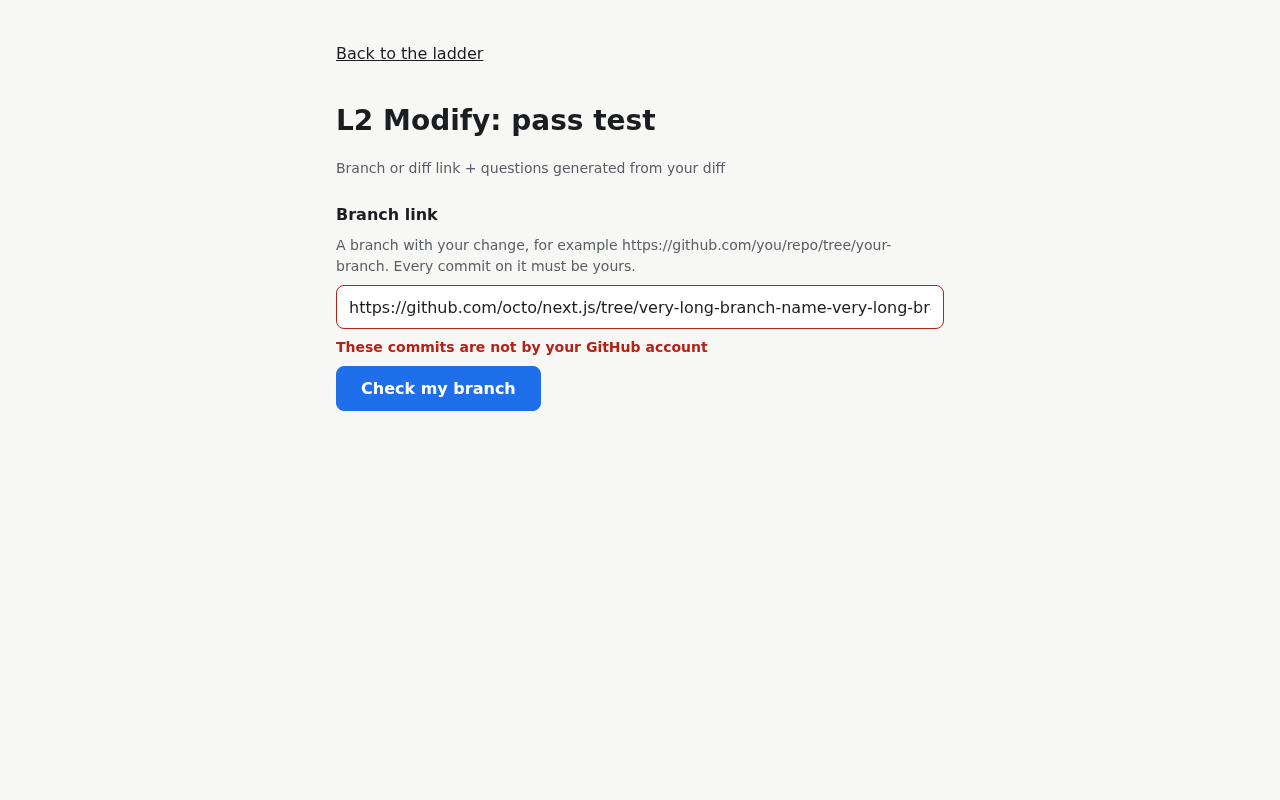 Back to the ladder
L2 Modify: pass test
Branch or diff link + questions generated from your diff
Branch link
A branch with your change, for example https://github.com/you/repo/tree/your-
branch. Every commit on it must be yours.
https://github.com/octo/next.js/tree/very-long-branch-name-very-long-br
These commits are not by your GitHub account
Check my branch